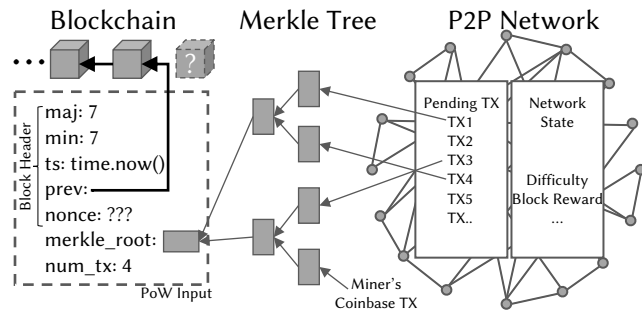 Blockchain
Merkle Tree
P2P Network
...
?
Block Header
maj: 7
min: 7
ts: time.now()
prev:
nonce: ???
merkle_root:
num_tx: 4
PoW Input
Miner's
Coinbase TX
Pending TX
TX1
TX2
TX3
TX4
TX5
TX..
Network
State
Difficulty
Block Reward
...